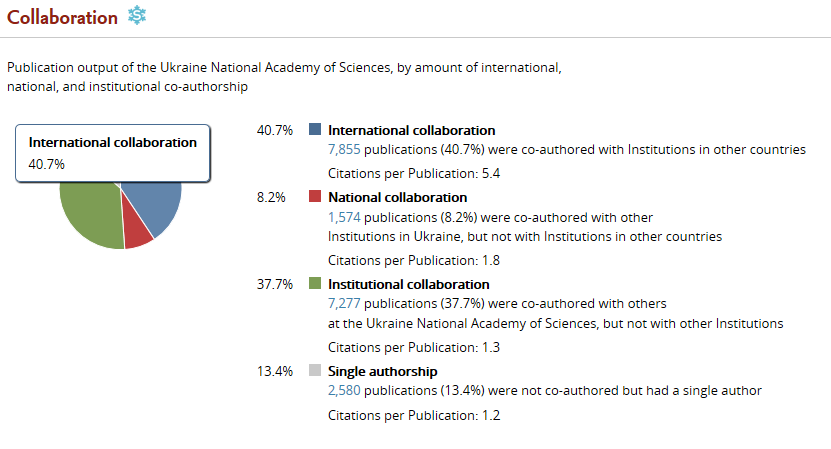 Collaboration
Publication output of the Ukraine National Academy of Sciences, by amount of international,
national, and institutional co-authorship
International collaboration
40.7%
40.7% International collaboration
7,855 publications (40.7%) were co-authored with Institutions in other countries
Citations per Publication: 5.4
8.2% National collaboration
1,574 publications (8.2%) were co-authored with other
Institutions in Ukraine, but not with Institutions in other countries
Citations per Publication: 1.8
37.7% Institutional collaboration
7,277 publications (37.7%) were co-authored with others
at the Ukraine National Academy of Sciences, but not with other Institutions
Citations per Publication: 1.3
13.4% Single authorship
2,580 publications (13.4%) were not co-authored but had a single author
Citations per Publication: 1.2